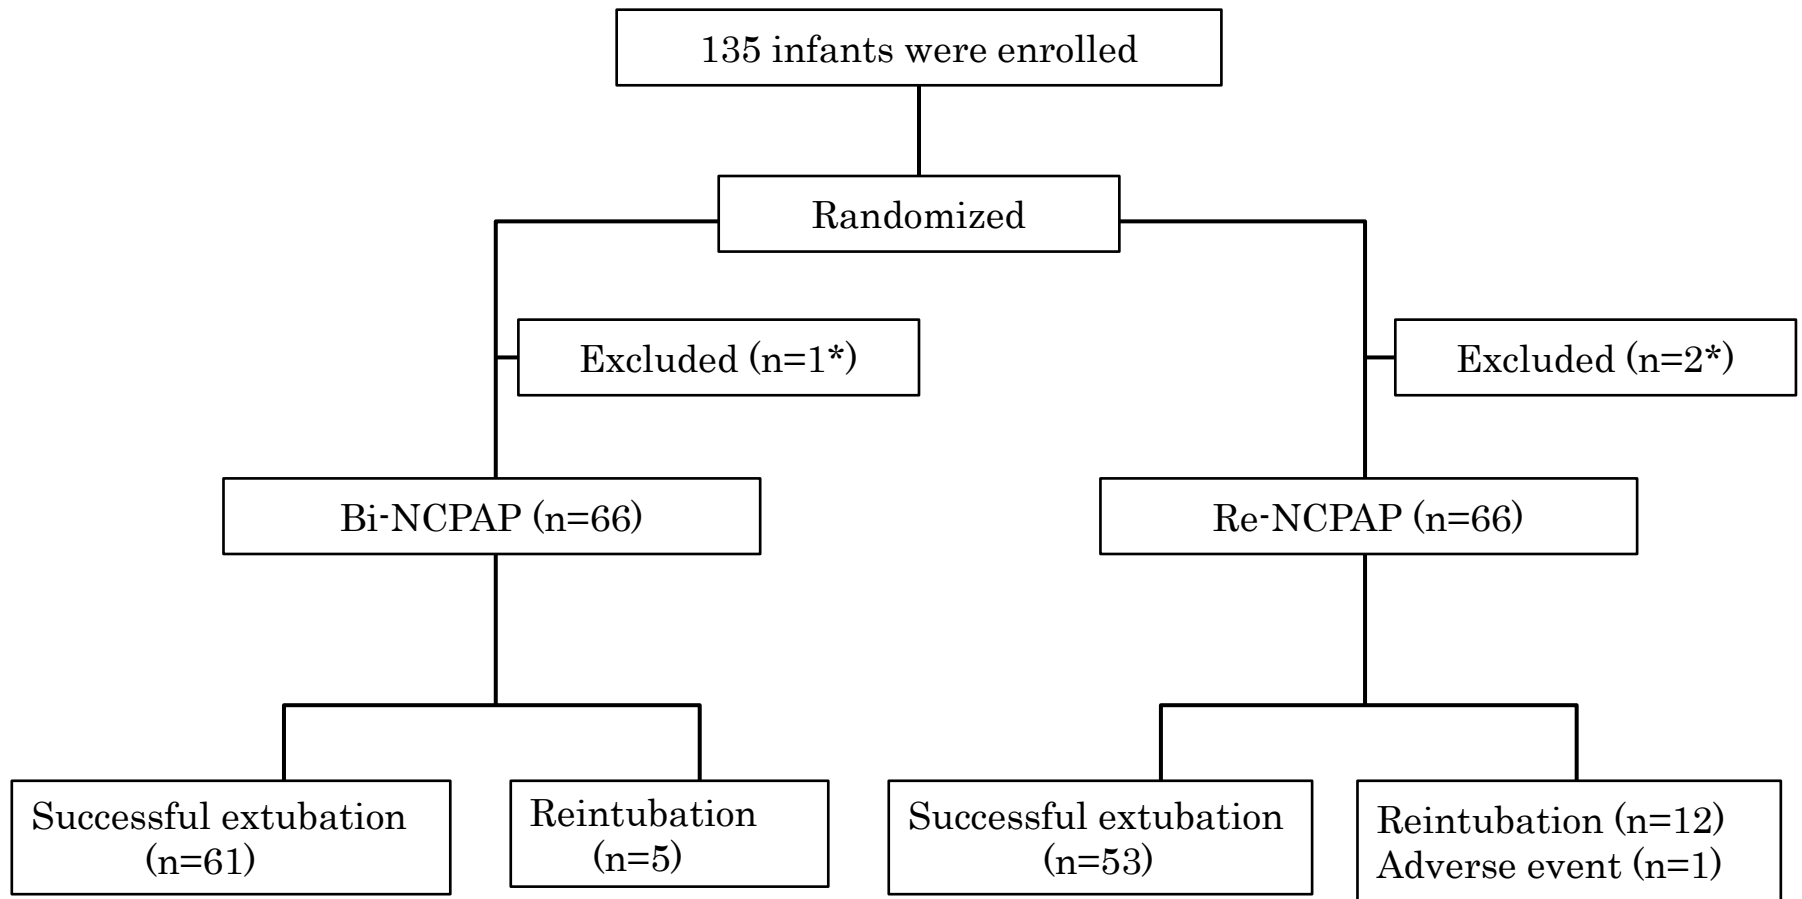 135 infants were enrolled
Randomized
Excluded (n=1*)
Excluded (n=2*)
Bi-NCPAP (n=66)
Re-NCPAP (n=66)
Successful extubation
(n=61)
Reintubation
(n=5)
Successful extubation
(n=53)
Reintubation (n=12)
Adverse event (n=1)